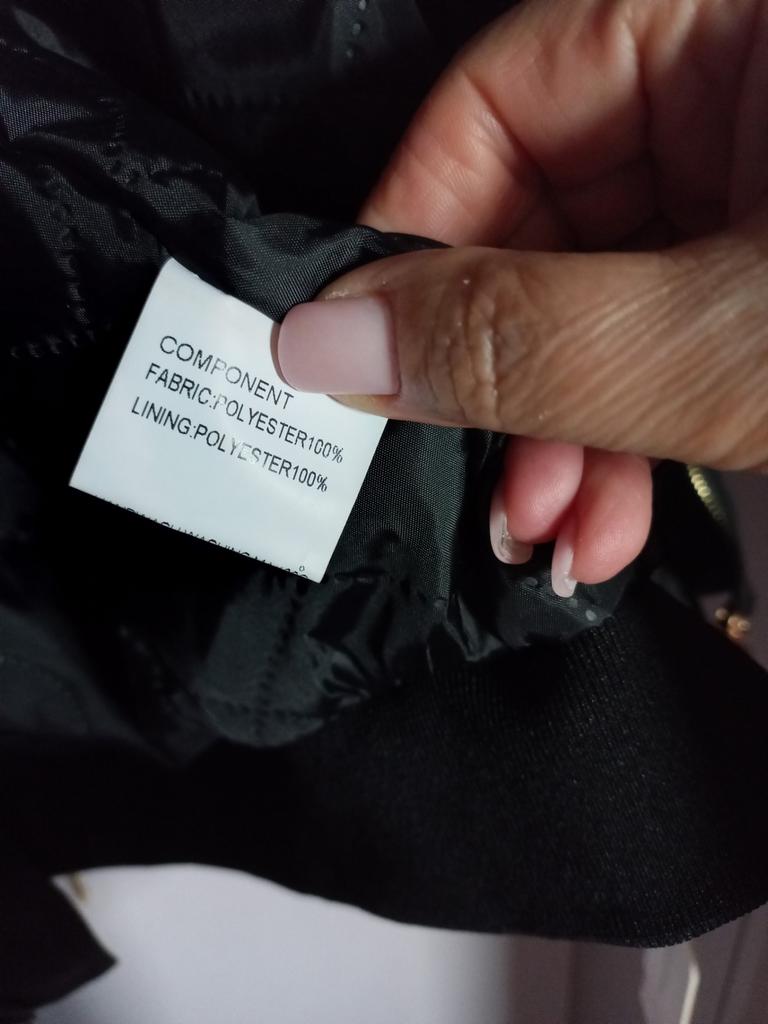 COMPONENT
FABRIC:POLYESTER100%
LINING:POLYESTER100%